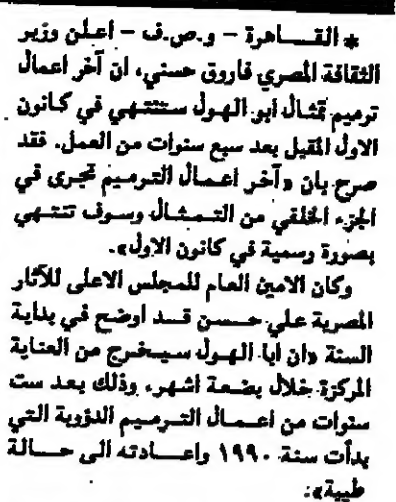 * القـــاهرة - و.ص.ف - اعلن وزير
الثقافة المصري فاروق حسني، ان آخر اعمال
ترميم تمثال ابو الهول ستنتهي في كانون
الاول المقبل بعد سبع سنوات من العمل. فقد
صرح بان «آخر اعمال الترميم تجرى في
الجزء الخلفي من التمثال وسوف تنتهي
بصورة رسمية في كانون الاول».
وكان الامين العام للمجلس الاعلى للآثار
المصرية علي حسن قد اوضح في بداية
السنة «ان ابا الهول سيخرج من العناية
المركزة خلال بضعة اشهر، وذلك بعد ست
سنوات من اعمال الترميم الدؤوبة التي
بدأت سنة ١٩٩٠ واعادته الى حالة
طيبة».